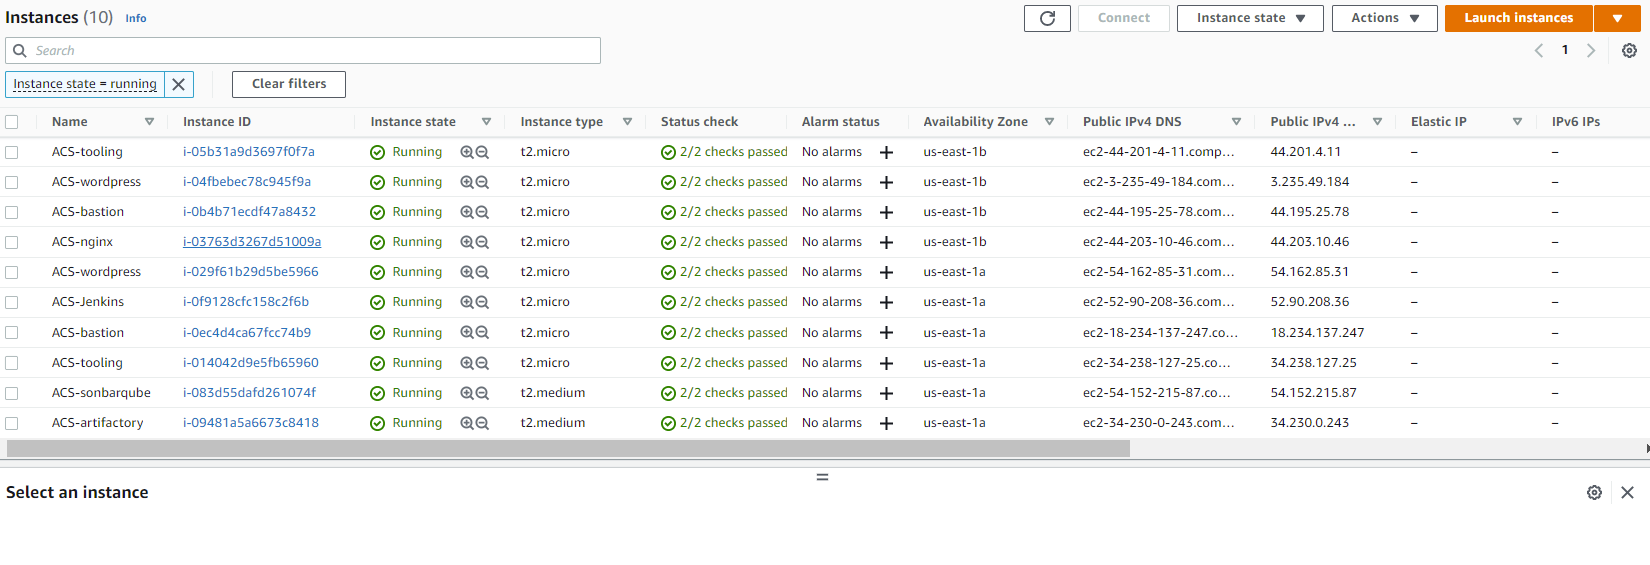 Instances (10) Info Connect Instance state Actions Launch instances
Search 1
Instance state = running Clear filters
Name Instance ID Instance state Instance type Status check Alarm status Availability Zone Public IPv4 DNS Public IPv4 ... Elastic IP IPv6 IPs
ACS-tooling i-05b31a9d3697f0f7a Running t2.micro 2/2 checks passed No alarms + us-east-1b ec2-44-201-4-11.comp... 44.201.4.11 – –
ACS-wordpress i-04fbebec78c945f9a Running t2.micro 2/2 checks passed No alarms + us-east-1b ec2-3-235-49-184.com... 3.235.49.184 – –
ACS-bastion i-0b4b71ecdf47a8432 Running t2.micro 2/2 checks passed No alarms + us-east-1b ec2-44-195-25-78.com... 44.195.25.78 – –
ACS-nginx i-03763d3267d51009a Running t2.micro 2/2 checks passed No alarms + us-east-1b ec2-44-203-10-46.com... 44.203.10.46 – –
ACS-wordpress i-029f61b29d5be5966 Running t2.micro 2/2 checks passed No alarms + us-east-1a ec2-54-162-85-31.com... 54.162.85.31 – –
ACS-Jenkins i-0f9128cfc158c2f6b Running t2.micro 2/2 checks passed No alarms + us-east-1a ec2-52-90-208-36.com... 52.90.208.36 – –
ACS-bastion i-0ec4d4ca67fcc74b9 Running t2.micro 2/2 checks passed No alarms + us-east-1a ec2-18-234-137-247.co... 18.234.137.247 – –
ACS-tooling i-014042d9e5fb65960 Running t2.micro 2/2 checks passed No alarms + us-east-1a ec2-34-238-127-25.co... 34.238.127.25 – –
ACS-sonbarqube i-083d55dafd261074f Running t2.medium 2/2 checks passed No alarms + us-east-1a ec2-54-152-215-87.co... 54.152.215.87 – –
ACS-artifactory i-09481a5a6673c8418 Running t2.medium 2/2 checks passed No alarms + us-east-1a ec2-34-230-0-243.com... 34.230.0.243 – –
Select an instance